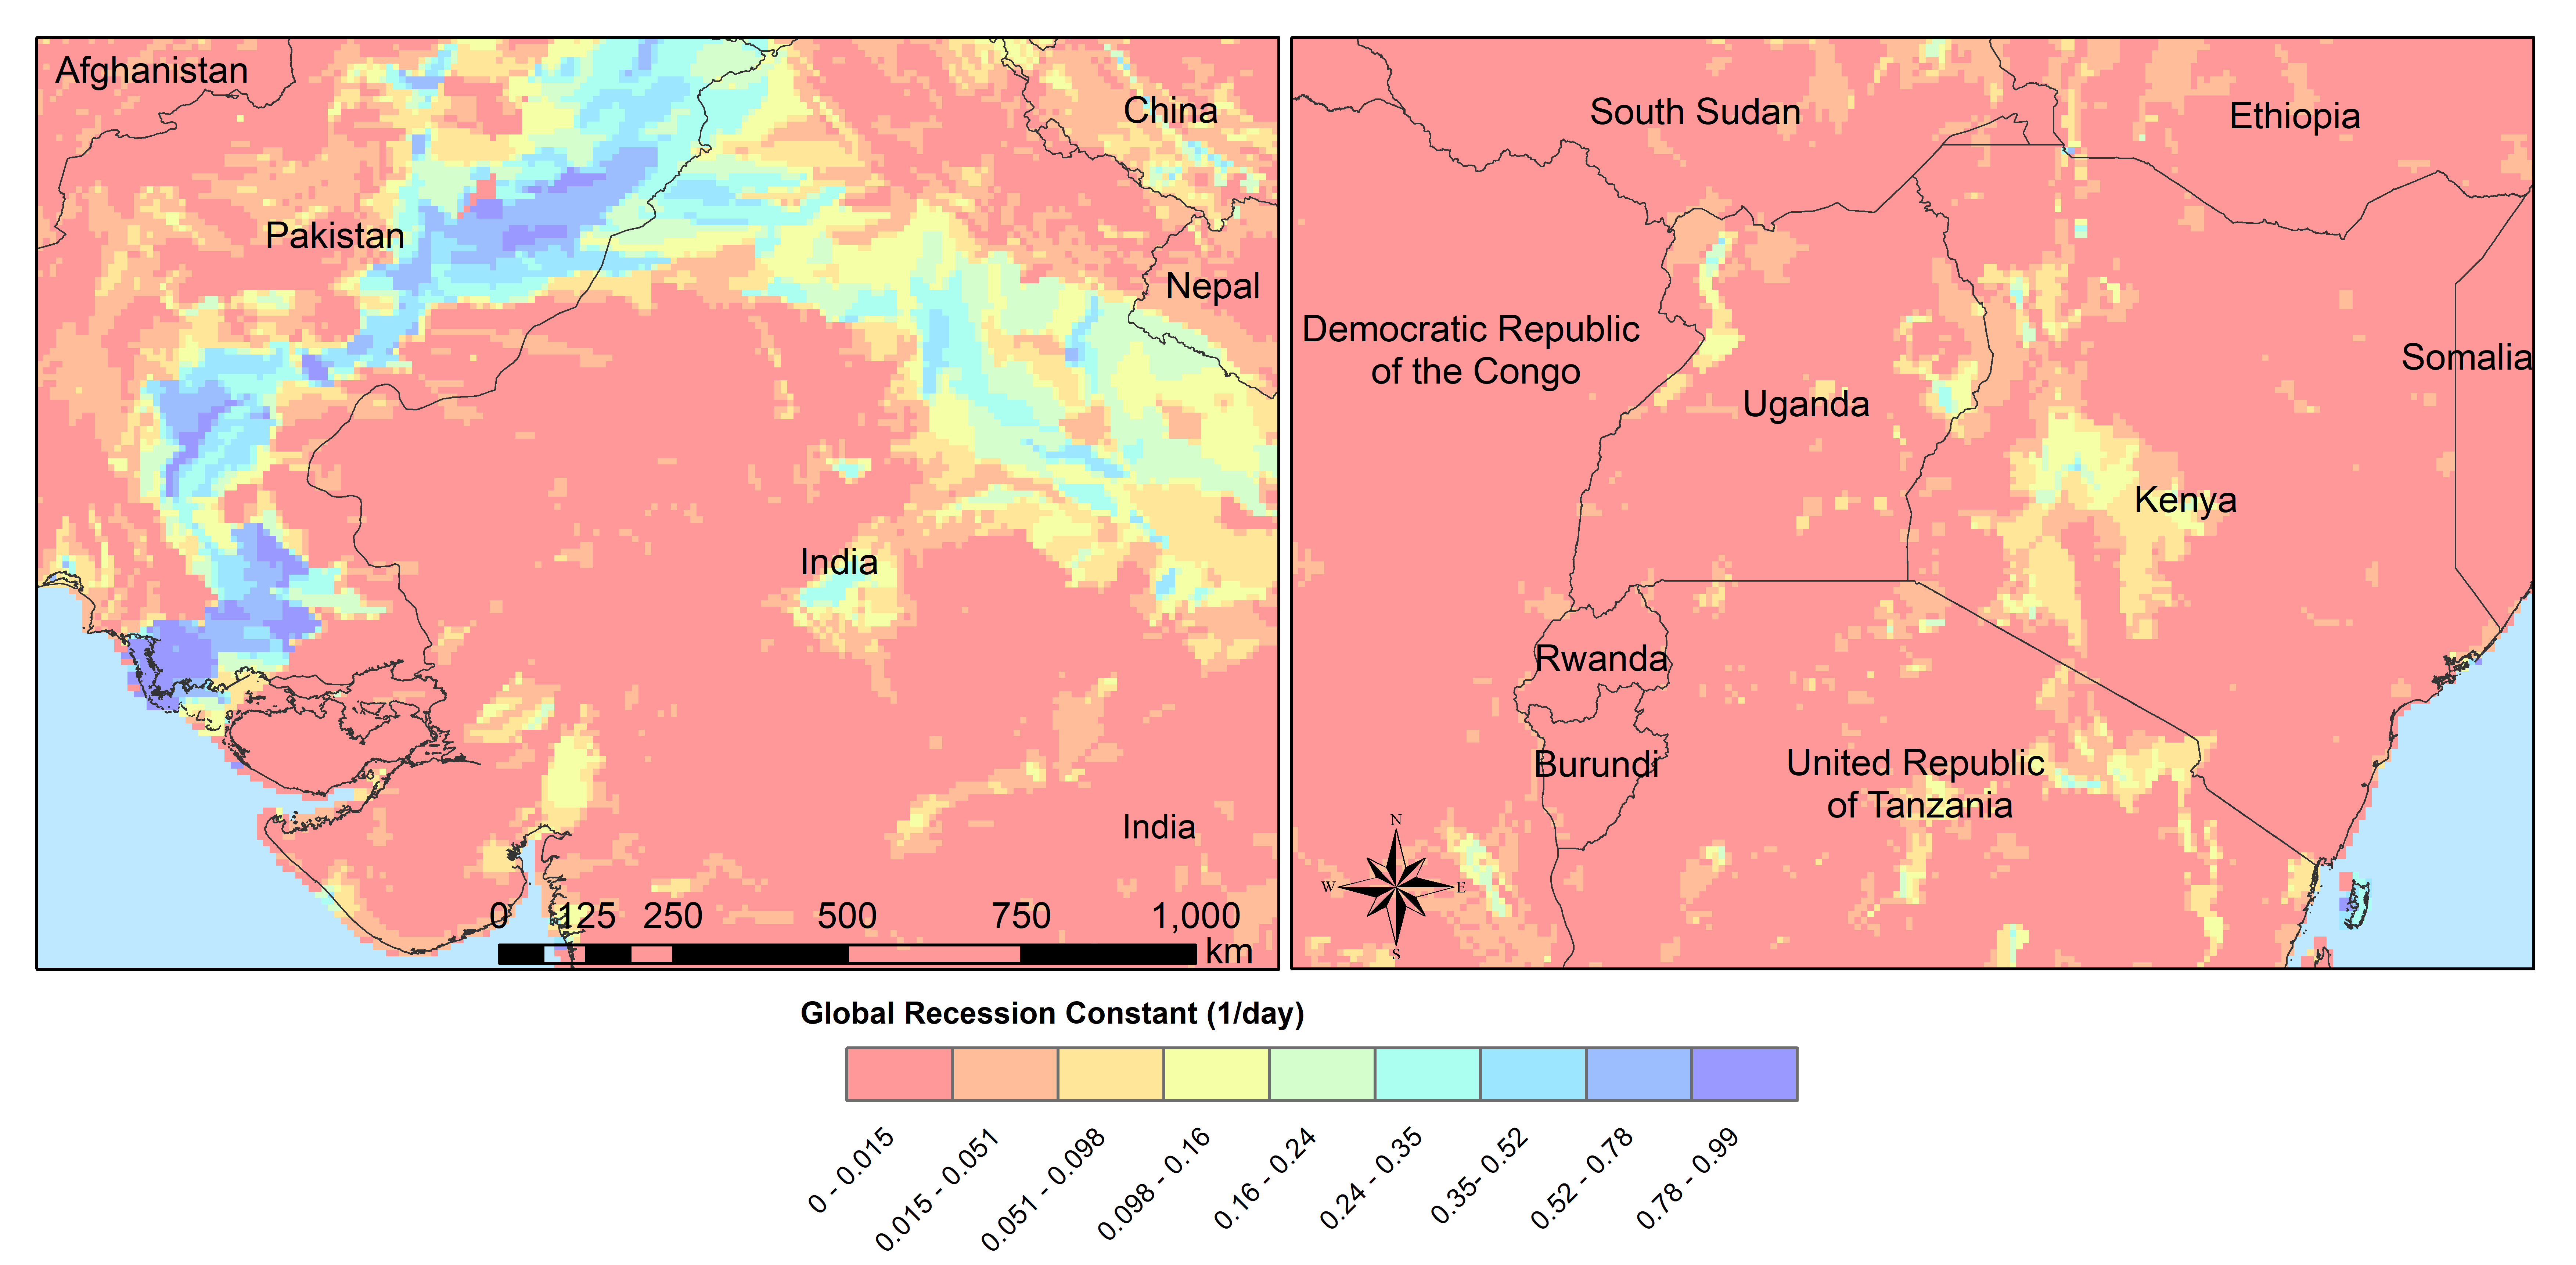 Afghanistan
China
Pakistan
Nepal
India
India
0 125 250 500 750 1,000
km
South Sudan
Ethiopia
Democratic Republic
of the Congo
Somalia
Uganda
Kenya
Rwanda
Burundi
United Republic
of Tanzania
N
W E
S
Global Recession Constant (1/day)
0 - 0.015
0.015 - 0.051
0.051 - 0.098
0.098 - 0.16
0.16 - 0.24
0.24 - 0.35
0.35- 0.52
0.52 - 0.78
0.78 - 0.99